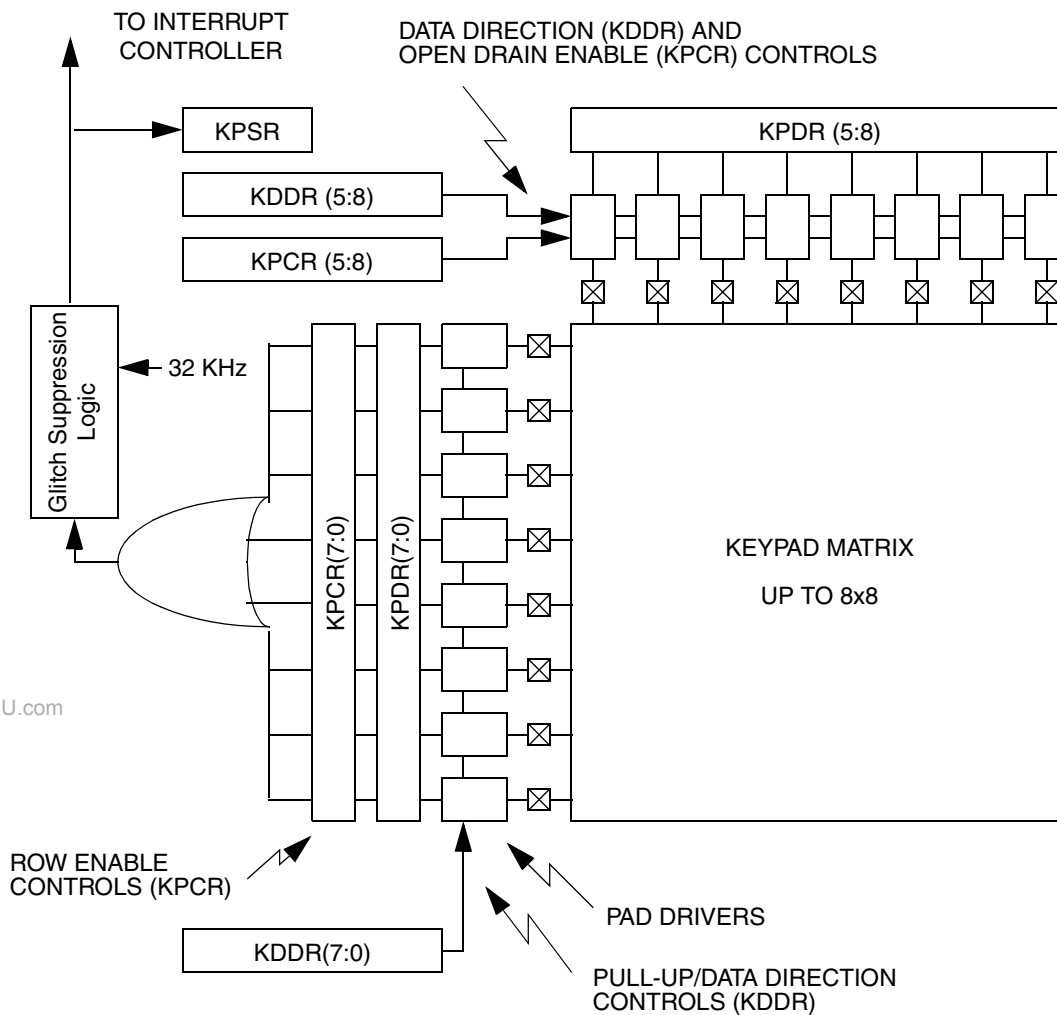 TO INTERRUPT
CONTROLLER
DATA DIRECTION (KDDR) AND
OPEN DRAIN ENABLE (KPCR) CONTROLS
KPSR
KPDR (5:8)
KDDR (5:8)
KPCR (5:8)
Glitch Suppression
Logic
32 KHz
KPCR(7:0)
KPDR(7:0)
KEYPAD MATRIX
UP TO 8x8
U.com
ROW ENABLE
CONTROLS (KPCR)
PAD DRIVERS
KDDR(7:0)
PULL-UP/DATA DIRECTION
CONTROLS (KDDR)